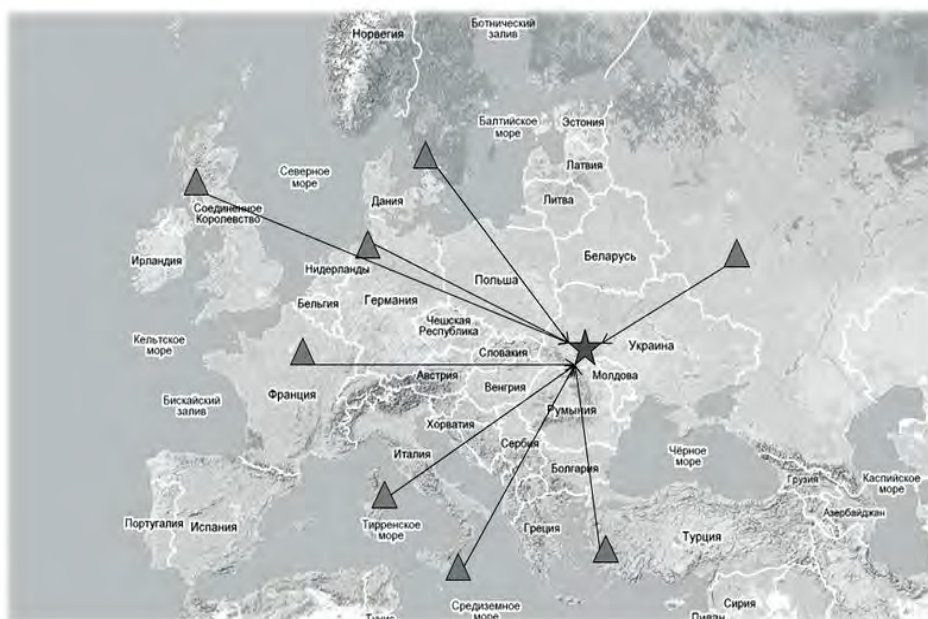 Норвегия
Ботнический
залив
Балтийское
море
Эстония
Латвия
Северное
море
Дания
Литва
Соединённое
Королевство
Ирландия
Беларусь
Нидерланды
Польша
Бельгия
Германия
Чешская
Республика
Кельтское
море
Украина
Словакия
Австрия
Молдова
Венгрия
Франция
Бискайский
залив
Румыния
Хорватия
Сербия
Италия
Чёрное
море
Болгария
Грузия
Каспийское
море
Азербайджан
Португалия
Испания
Тирренское
море
Греция
Турция
Средиземное
море
Сирия